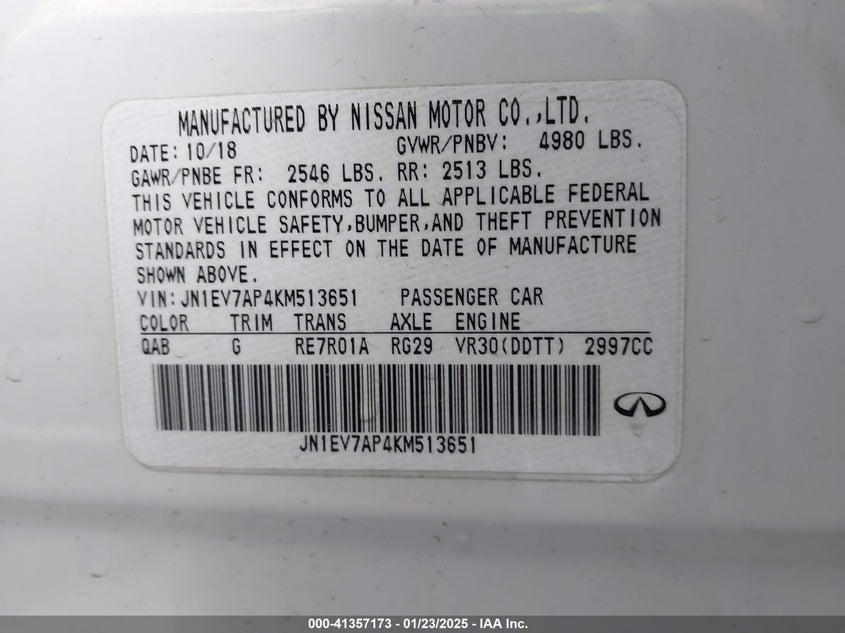 MANUFACTURED BY NISSAN MOTOR CO.,LTD.
DATE: 10/18 GVWR/PNBV: 4980 LBS.
GAWR/PNBE FR: 2546 LBS. RR: 2513 LBS.
THIS VEHICLE CONFORMS TO ALL APPLICABLE FEDERAL
MOTOR VEHICLE SAFETY,BUMPER,AND THEFT PREVENTION
STANDARDS IN EFFECT ON THE DATE OF MANUFACTURE
SHOWN ABOVE.
VIN: JN1EV7AP4KM513651 PASSENGER CAR
COLOR TRIM TRANS AXLE ENGINE
QAB G RE7R01A RG29 VR30(DDTT) 2997CC
JN1EV7AP4KM513651
000-41357173 — 01/23/2025 — IAA Inc.